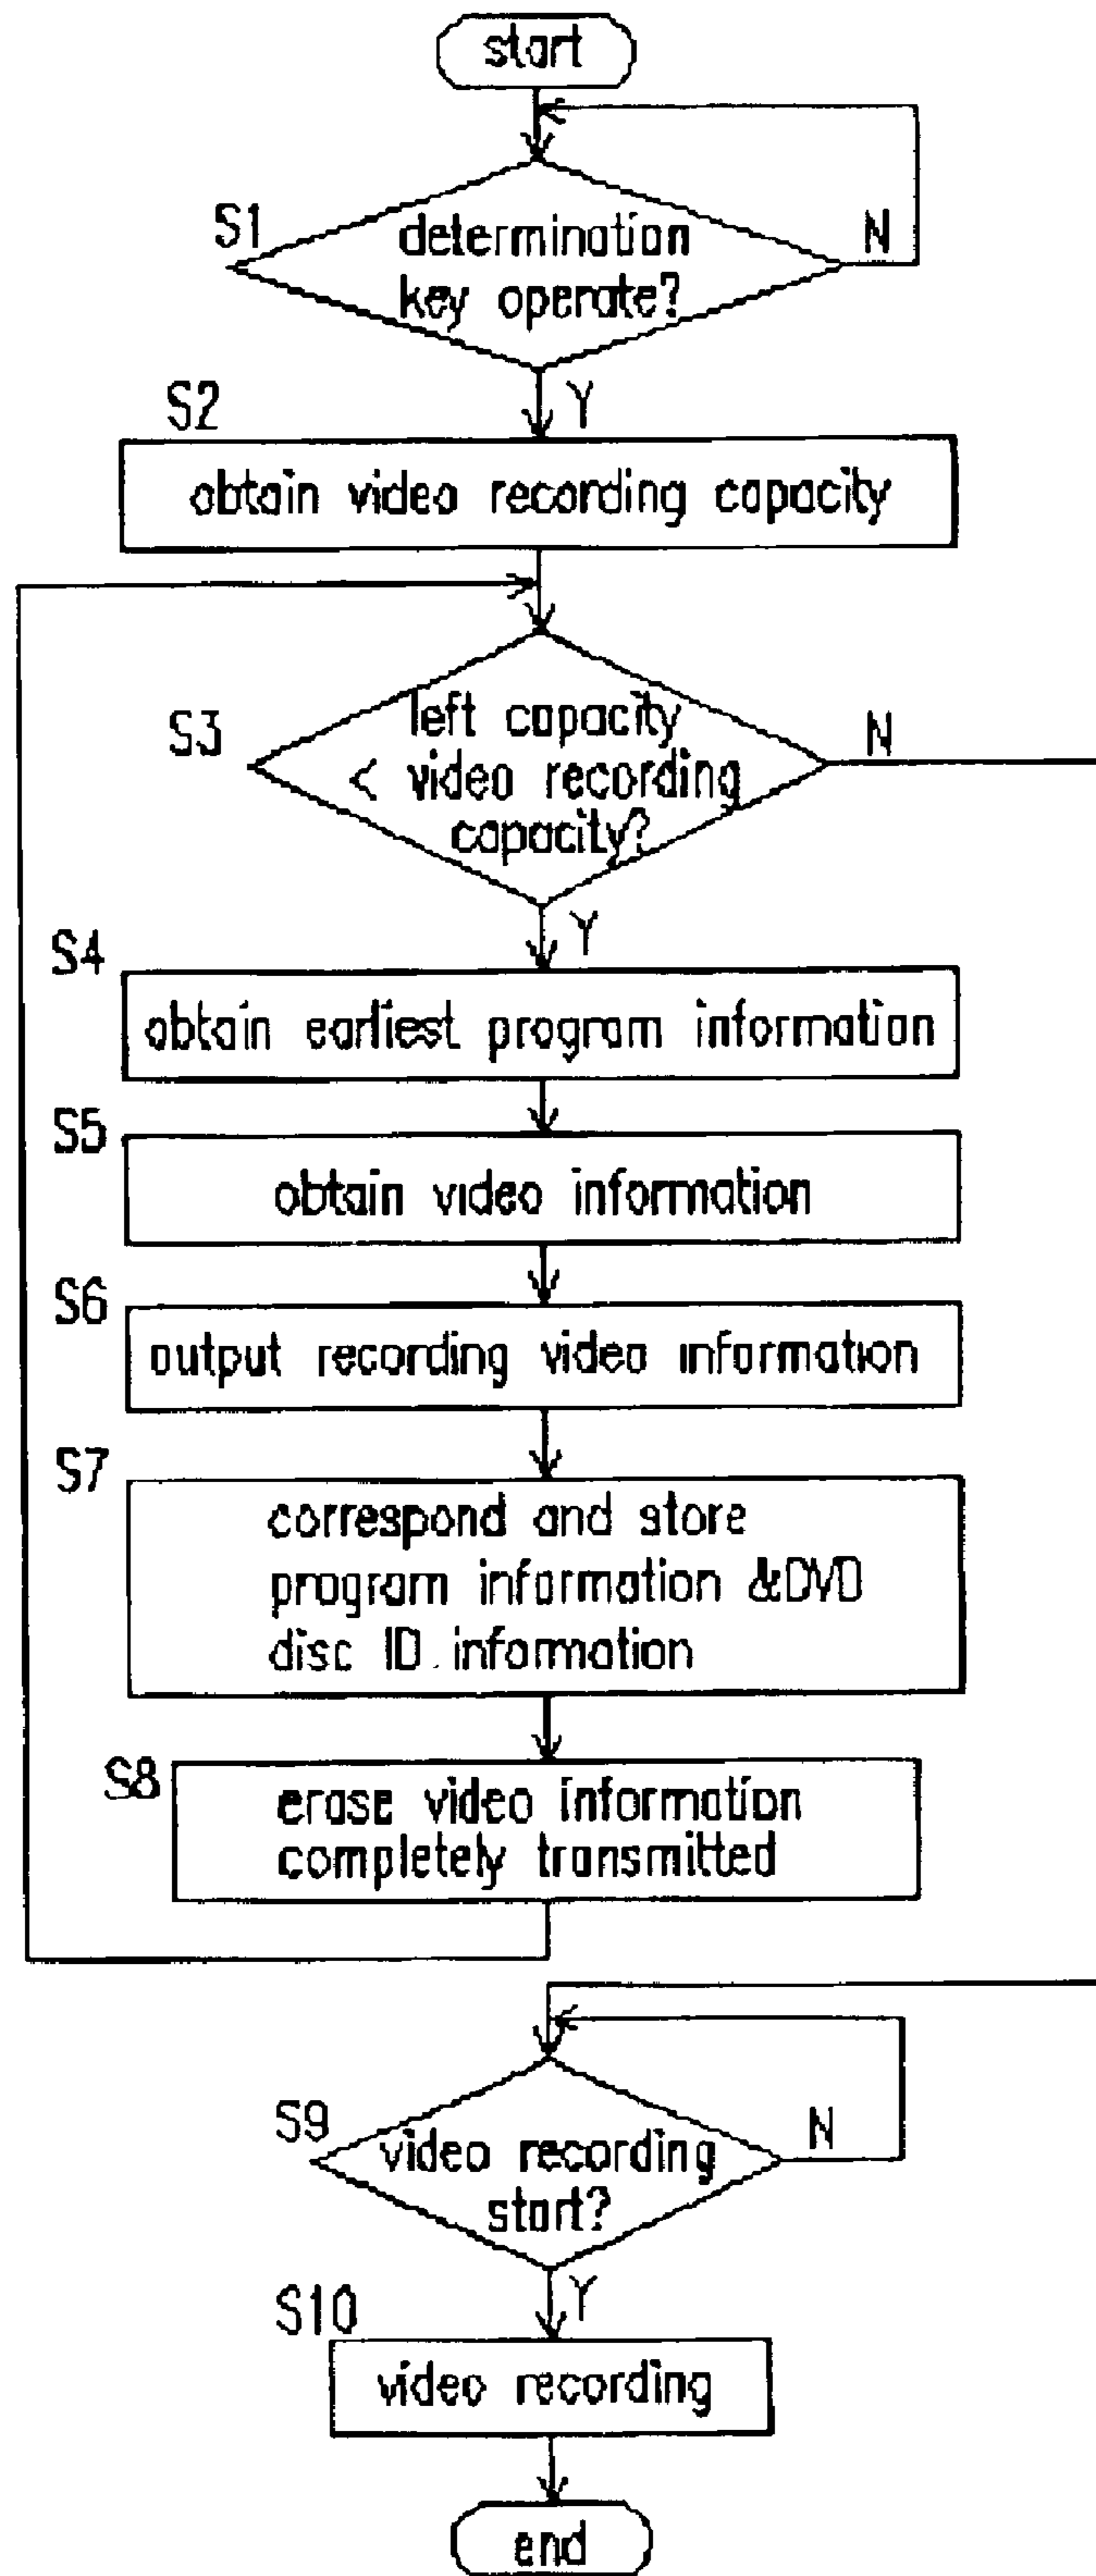 start
S1
determination
key operate?
N
Y
S2
obtain video recording capacity
S3
left capacity
< video recording
capacity?
N
Y
S4
obtain earliest program information
S5
obtain video information
S6
output recording video information
S7
correspond and store
program information &DVD
disc ID information
S8
erase video information
completely transmitted
S9
video recording
start?
N
Y
S10
video recording
end